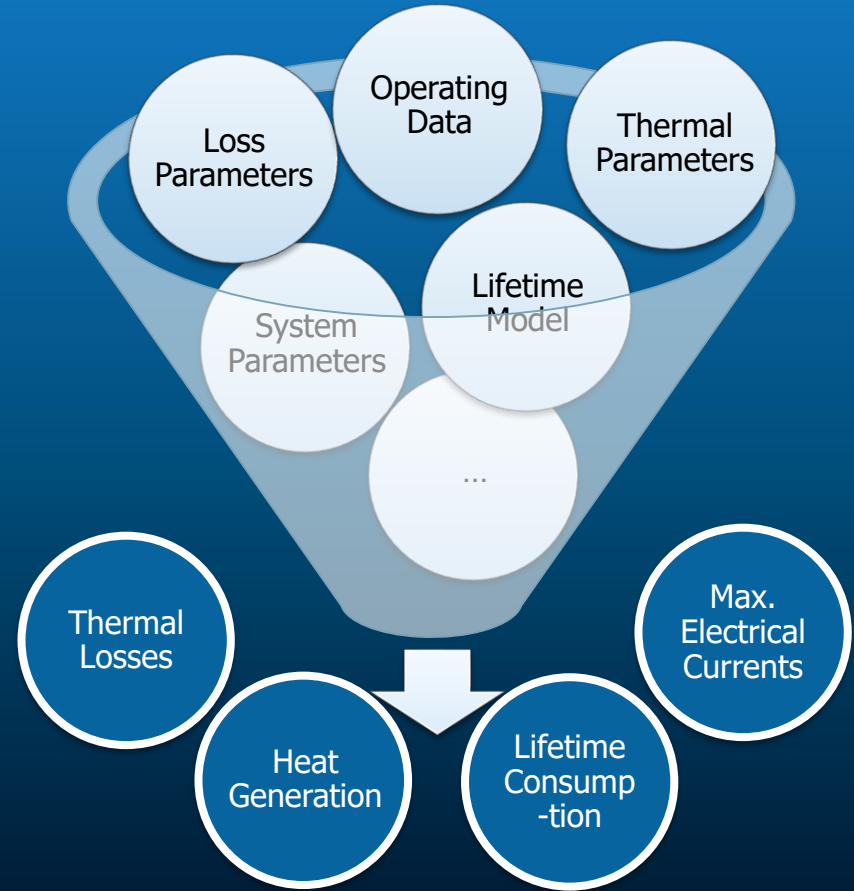 Operating
Data
Loss
Parameters
Thermal
Parameters
Lifetime
Model
System
Parameters
...
Thermal
Losses
Max.
Electrical
Currents
Heat
Generation
Lifetime
Consump
-tion